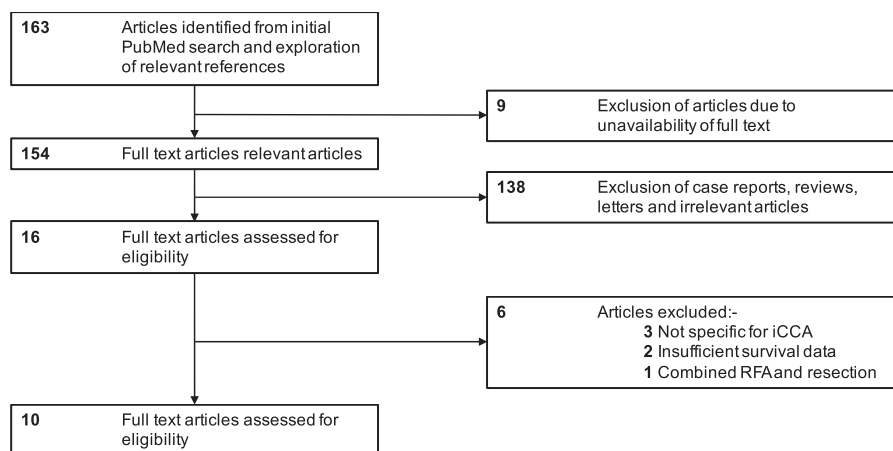 163 Articles identified from initial
PubMed search and exploration
of relevant references
9 Exclusion of articles due to
unavailability of full text
154 Full text articles relevant articles
138 Exclusion of case reports, reviews,
letters and irrelevant articles
16 Full text articles assessed for
eligibility
6 Articles excluded:-
3 Not specific for iCCA
2 Insufficient survival data
1 Combined RFA and resection
10 Full text articles assessed for
eligibility